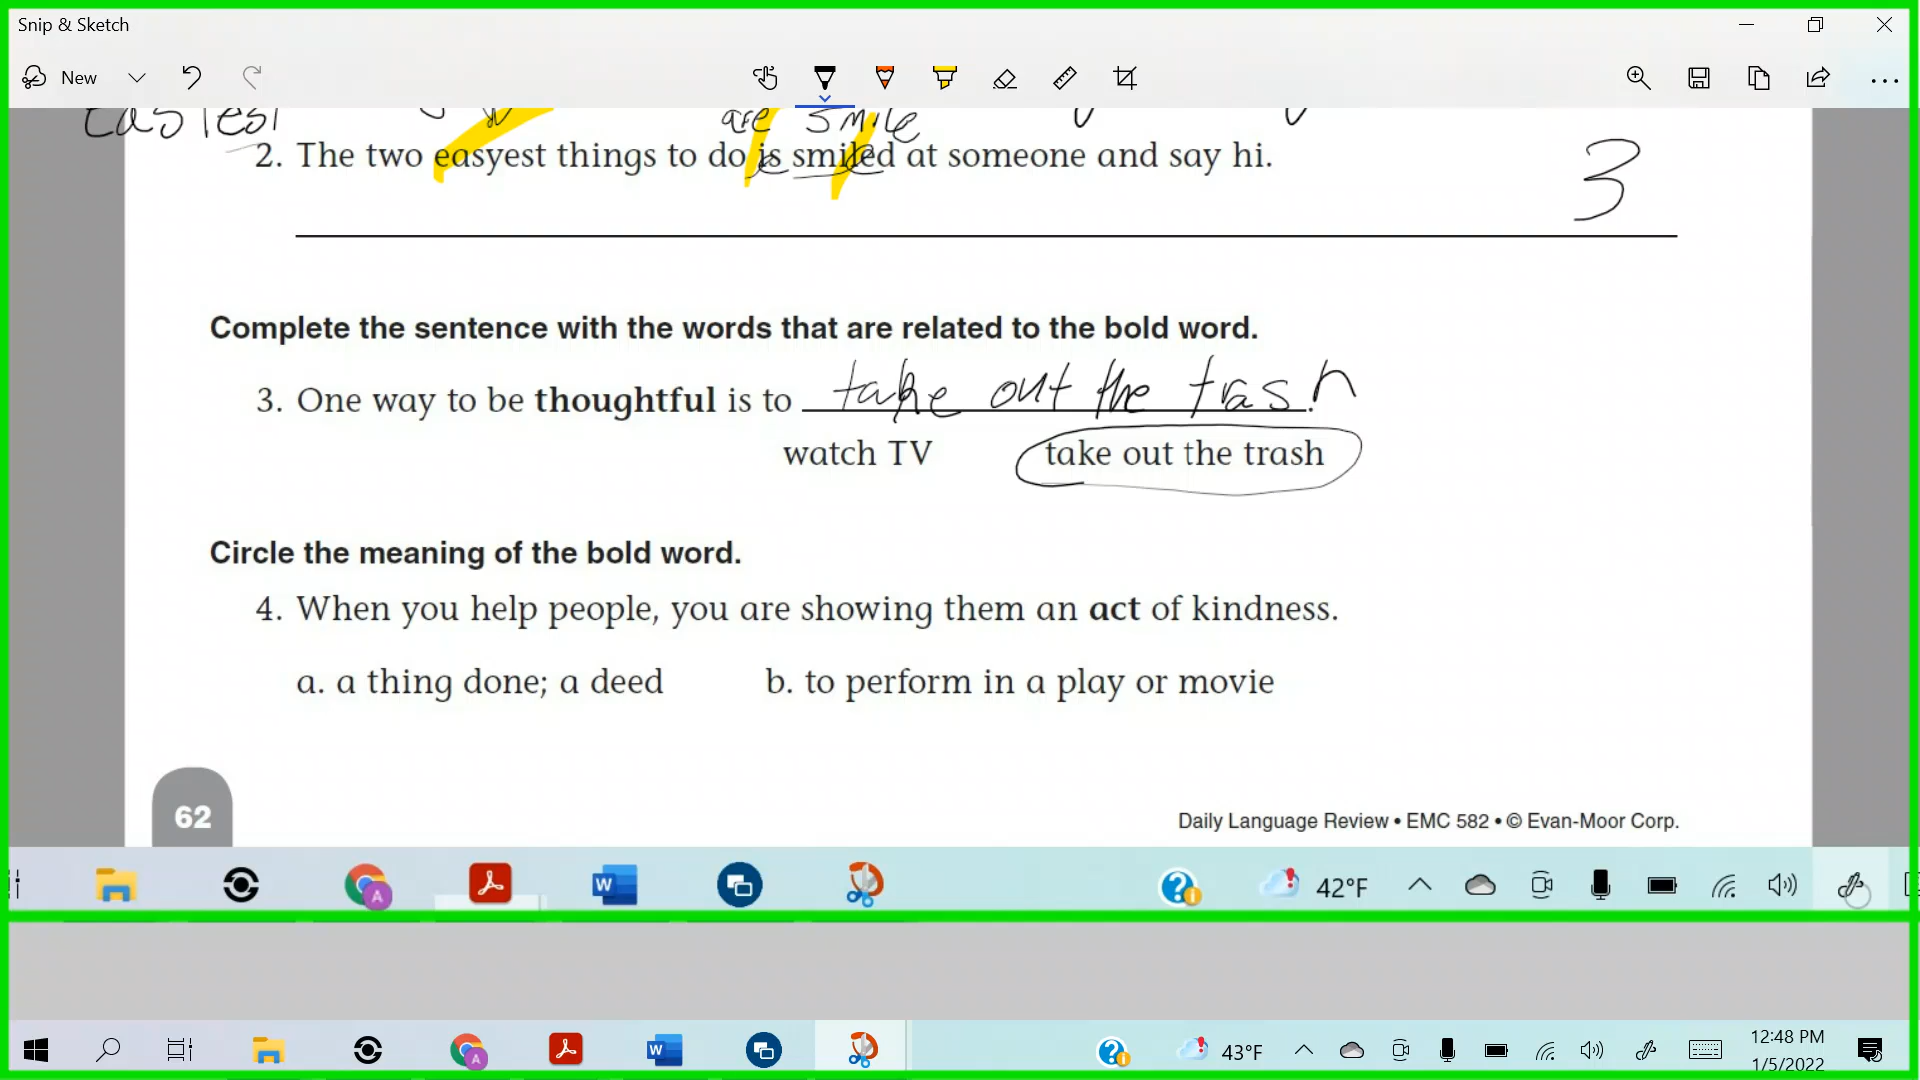 Snip & Sketch
New
Easiest
are smile
2. The two easyest things to do is smiled at someone and say hi.
3
Complete the sentence with the words that are related to the bold word.
3. One way to be thoughtful is to take out the trash.
watch TV take out the trash
Circle the meaning of the bold word.
4. When you help people, you are showing them an act of kindness.
a. a thing done; a deed b. to perform in a play or movie
62
Daily Language Review • EMC 582 • © Evan-Moor Corp.
42°F
43°F
12:48 PM
1/5/2022